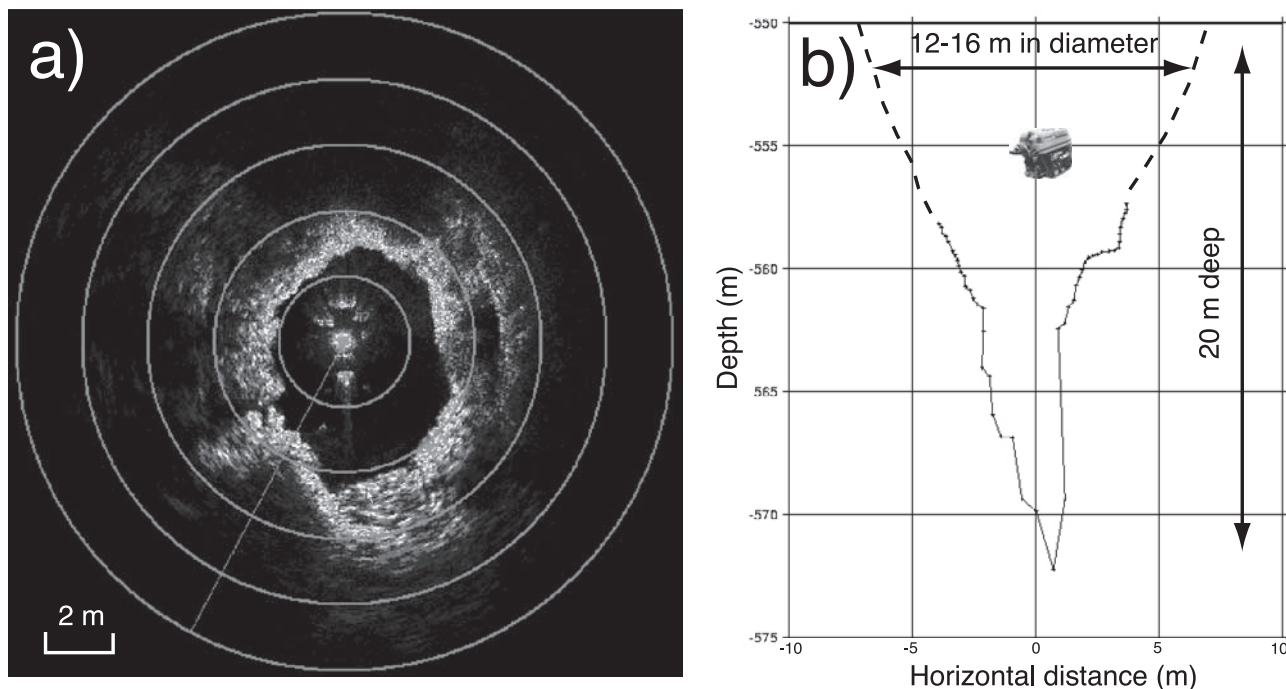 a)
2 m
b)
12-16 m in diameter
20 m deep
Depth (m)
-550
-555
-560
-565
-570
-575
-10
-5
0
5
10
Horizontal distance (m)